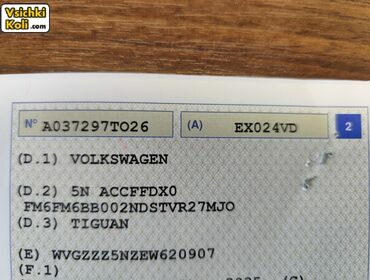 Vsichki
Koli.com
N° A037297TO26 (A) EX024VD 2
(D.1) VOLKSWAGEN
(D.2) 5N ACCFFDX0
FM6FM6BB002NDSTVR27MJO
(D.3) TIGUAN
(E) WVGZZZ5NZEW620907
(F.1)